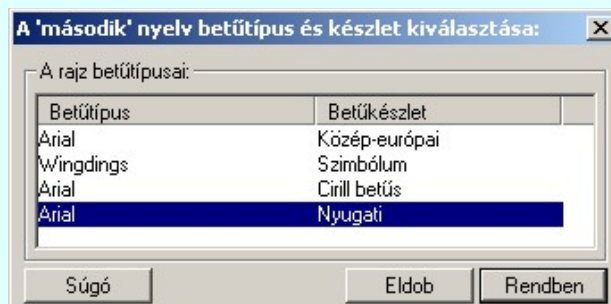 A 'második' nyelv betűtípus és készlet kiválasztása:
A rajz betűtípusai:
Betűtípus Betűkészlet
Arial Közép-európai
Wingdings Szimbólum
Arial Cirill betűs
Arial Nyugati
Súgó Eldob Rendben